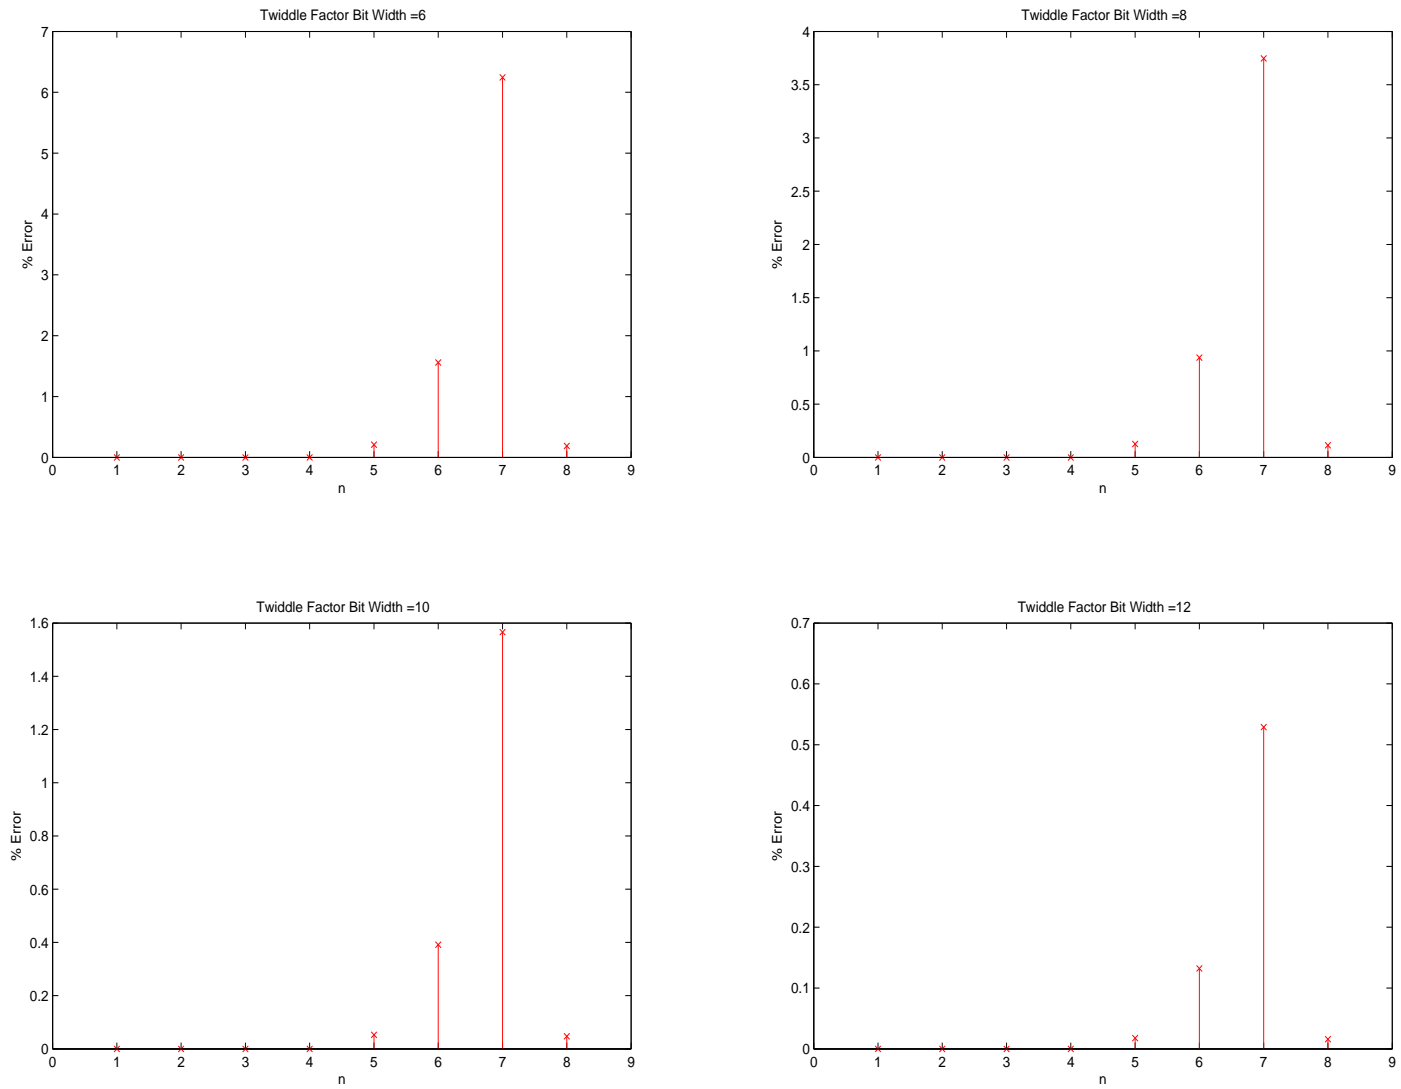 Twiddle Factor Bit Width =6
7
6
5
4
3
2
1
0
% Error
0 1 2 3 4 5 6 7 8 9
n
Twiddle Factor Bit Width =8
4
3.5
3
2.5
2
1.5
1
0.5
0
% Error
0 1 2 3 4 5 6 7 8 9
n
Twiddle Factor Bit Width =10
1.6
1.4
1.2
1
0.8
0.6
0.4
0.2
0
% Error
0 1 2 3 4 5 6 7 8 9
n
Twiddle Factor Bit Width =12
0.7
0.6
0.5
0.4
0.3
0.2
0.1
0
% Error
0 1 2 3 4 5 6 7 8 9
n